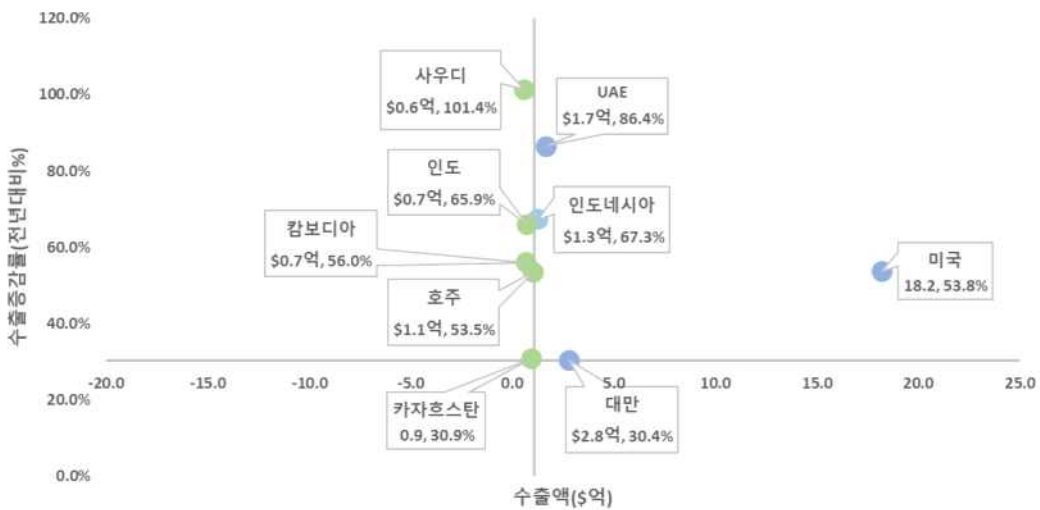 120.0%
100.0%
80.0%
60.0%
40.0%
20.0%
0.0%
수출증감률(전년대비%)
사우디
$0.6억, 101.4%
UAE
$1.7억, 86.4%
인도
$0.7억, 65.9%
인도네시아
$1.3억, 67.3%
캄보디아
$0.7억, 56.0%
호주
$1.1억, 53.5%
미국
18.2, 53.8%
-20.0
-15.0
-10.0
-5.0
0.0
5.0
10.0
15.0
20.0
25.0
카자흐스탄
0.9, 30.9%
대만
$2.8억, 30.4%
수출액($억)